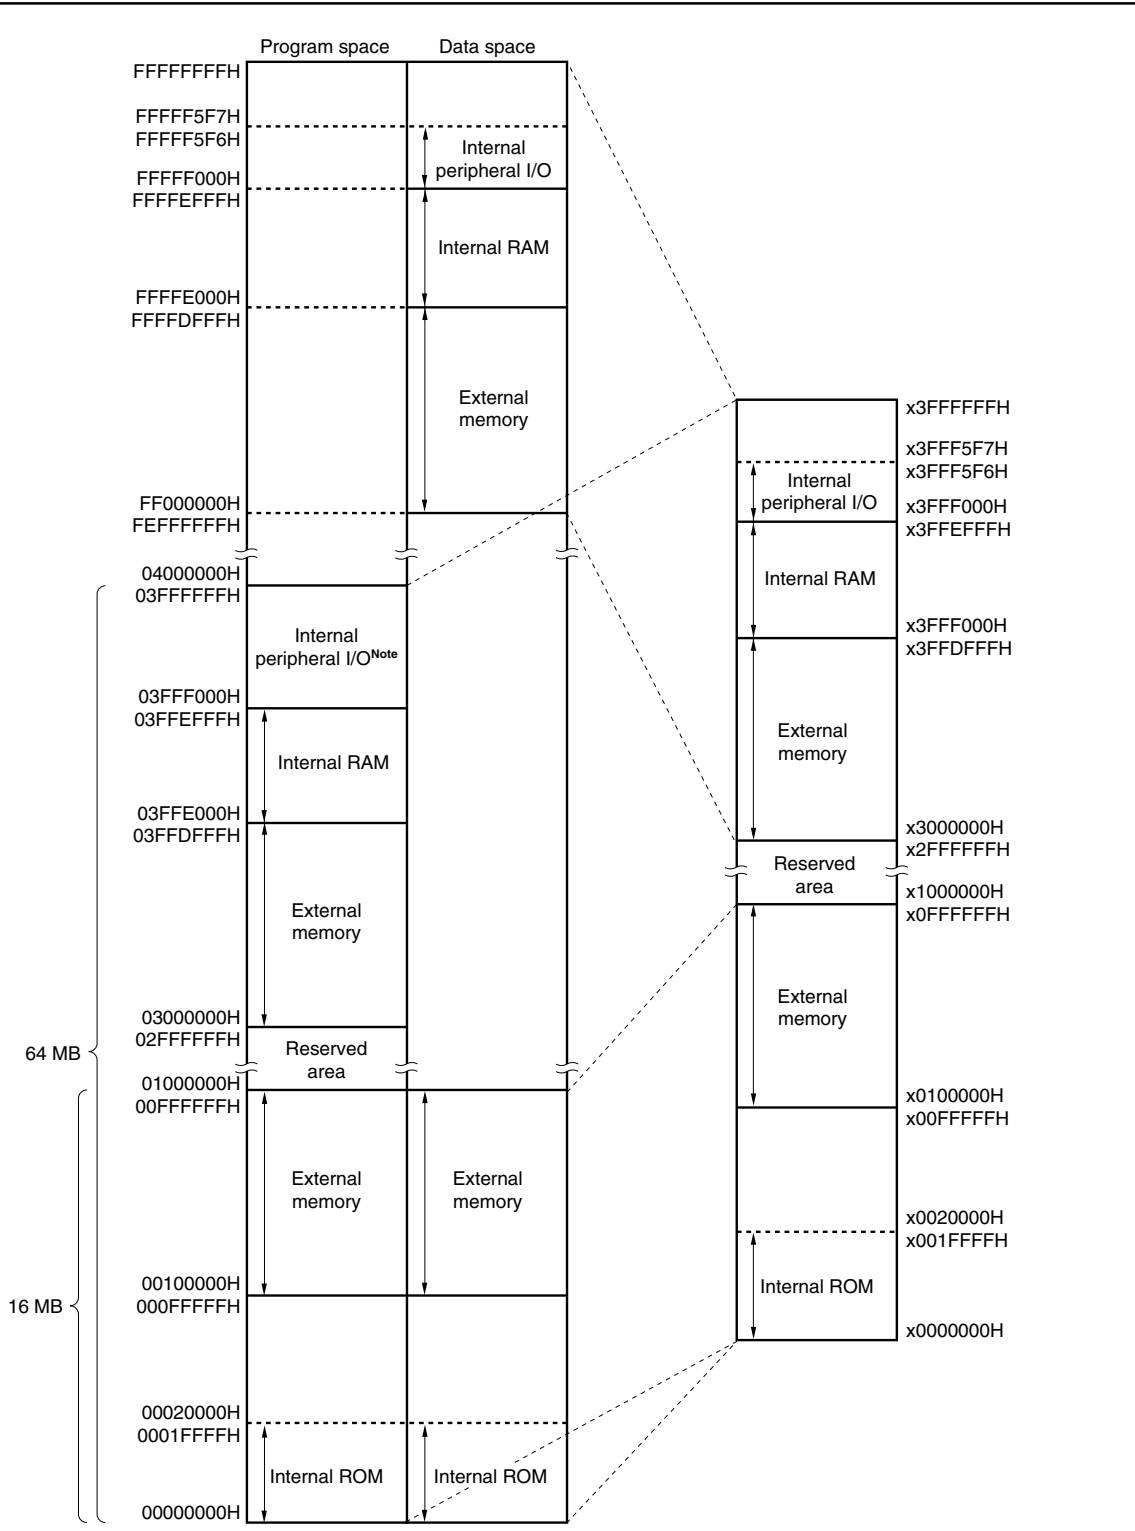 Program space Data space
FFFFFFFFH
FFFFF5F7H
FFFFF5F6H
Internal
peripheral I/O
FFFFF000H
FFFFEFFFH
Internal RAM
FFFFE000H
FFFFDFFFH
External
memory
FF000000H
FEFFFFFFH
04000000H
03FFFFFFH
Internal
peripheral I/ONote
03FFF000H
03FFEFFFH
Internal RAM
03FFE000H
03FFDFFFH
External
memory
03000000H
02FFFFFFH
64 MB
Reserved
area
01000000H
00FFFFFFH
External
memory
External
memory
00100000H
000FFFFFH
16 MB
00020000H
0001FFFFH
Internal ROM
Internal ROM
00000000H
x3FFFFFFH
x3FFF5F7H
x3FFF5F6H
Internal
peripheral I/O
x3FFF000H
x3FFEFFFH
Internal RAM
x3FFF000H
x3FFDFFFH
External
memory
x3000000H
x2FFFFFFH
Reserved
area
x1000000H
x0FFFFFFH
External
memory
x0100000H
x00FFFFFH
x0020000H
x001FFFFH
Internal ROM
x0000000H